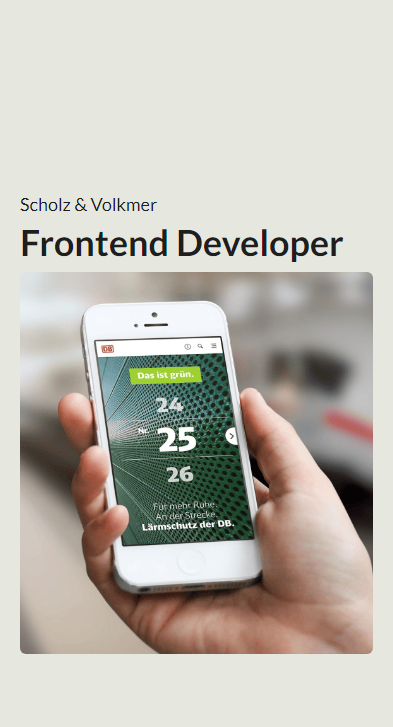 Scholz & Volkmer
Frontend Developer
DB
Das ist grün.
24
Nr. 25
26
Für mehr Ruhe.
An der Strecke.
Lärmschutz der DB.